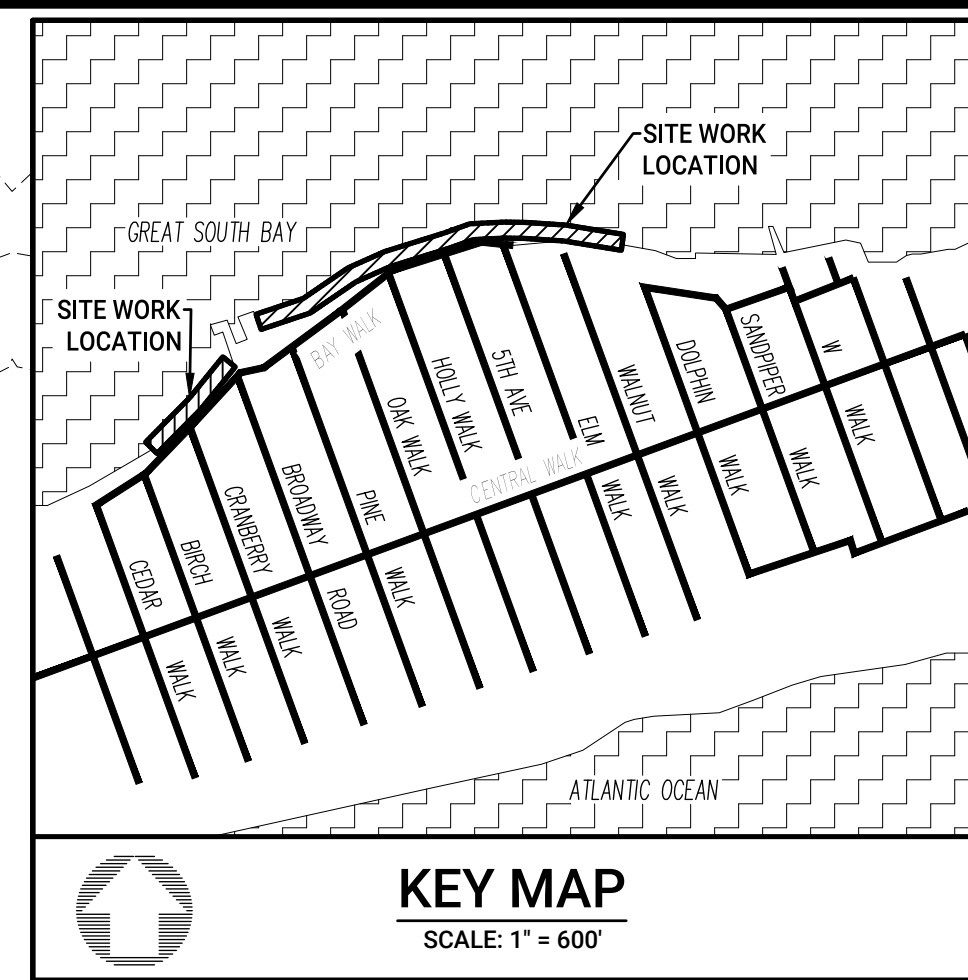 SITE WORK
LOCATION
GREAT SOUTH BAY
SITE WORK
LOCATION
BAY WALK
HOLLY WALK
5TH AVE
WALNUT
WALK
DOLPHIN
WALK
SANDPIPER
WALK
W
WALK
OAK WALK
ELM
WALK
CENTRAL WALK
PINE
WALK
BROADWAY
ROAD
CRANBERRY
WALK
BIRCH
WALK
CEDAR
WALK
ATLANTIC OCEAN
KEY MAP
SCALE: 1" = 600'